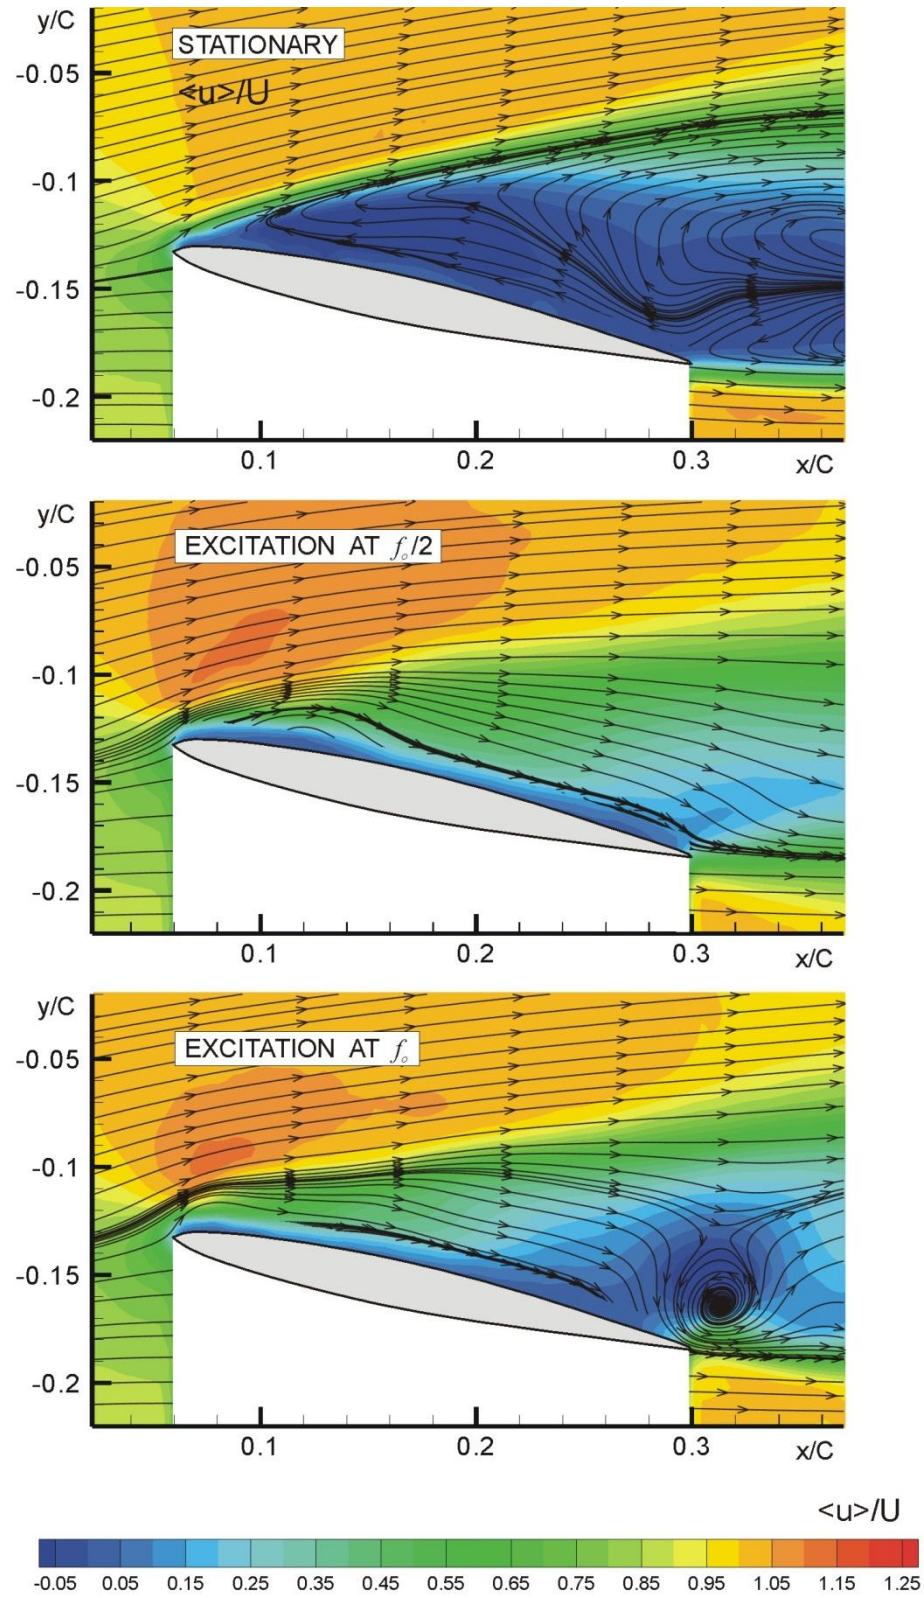 y/C
STATIONARY
-0.05
<u>/U
-0.1
-0.15
-0.2
0.1 0.2 0.3 x/C
y/C
EXCITATION AT fₒ/2
-0.05
-0.1
-0.15
-0.2
0.1 0.2 0.3 x/C
y/C
EXCITATION AT fₒ
-0.05
-0.1
-0.15
-0.2
0.1 0.2 0.3 x/C
<u>/U
-0.05 0.05 0.15 0.25 0.35 0.45 0.55 0.65 0.75 0.85 0.95 1.05 1.15 1.25